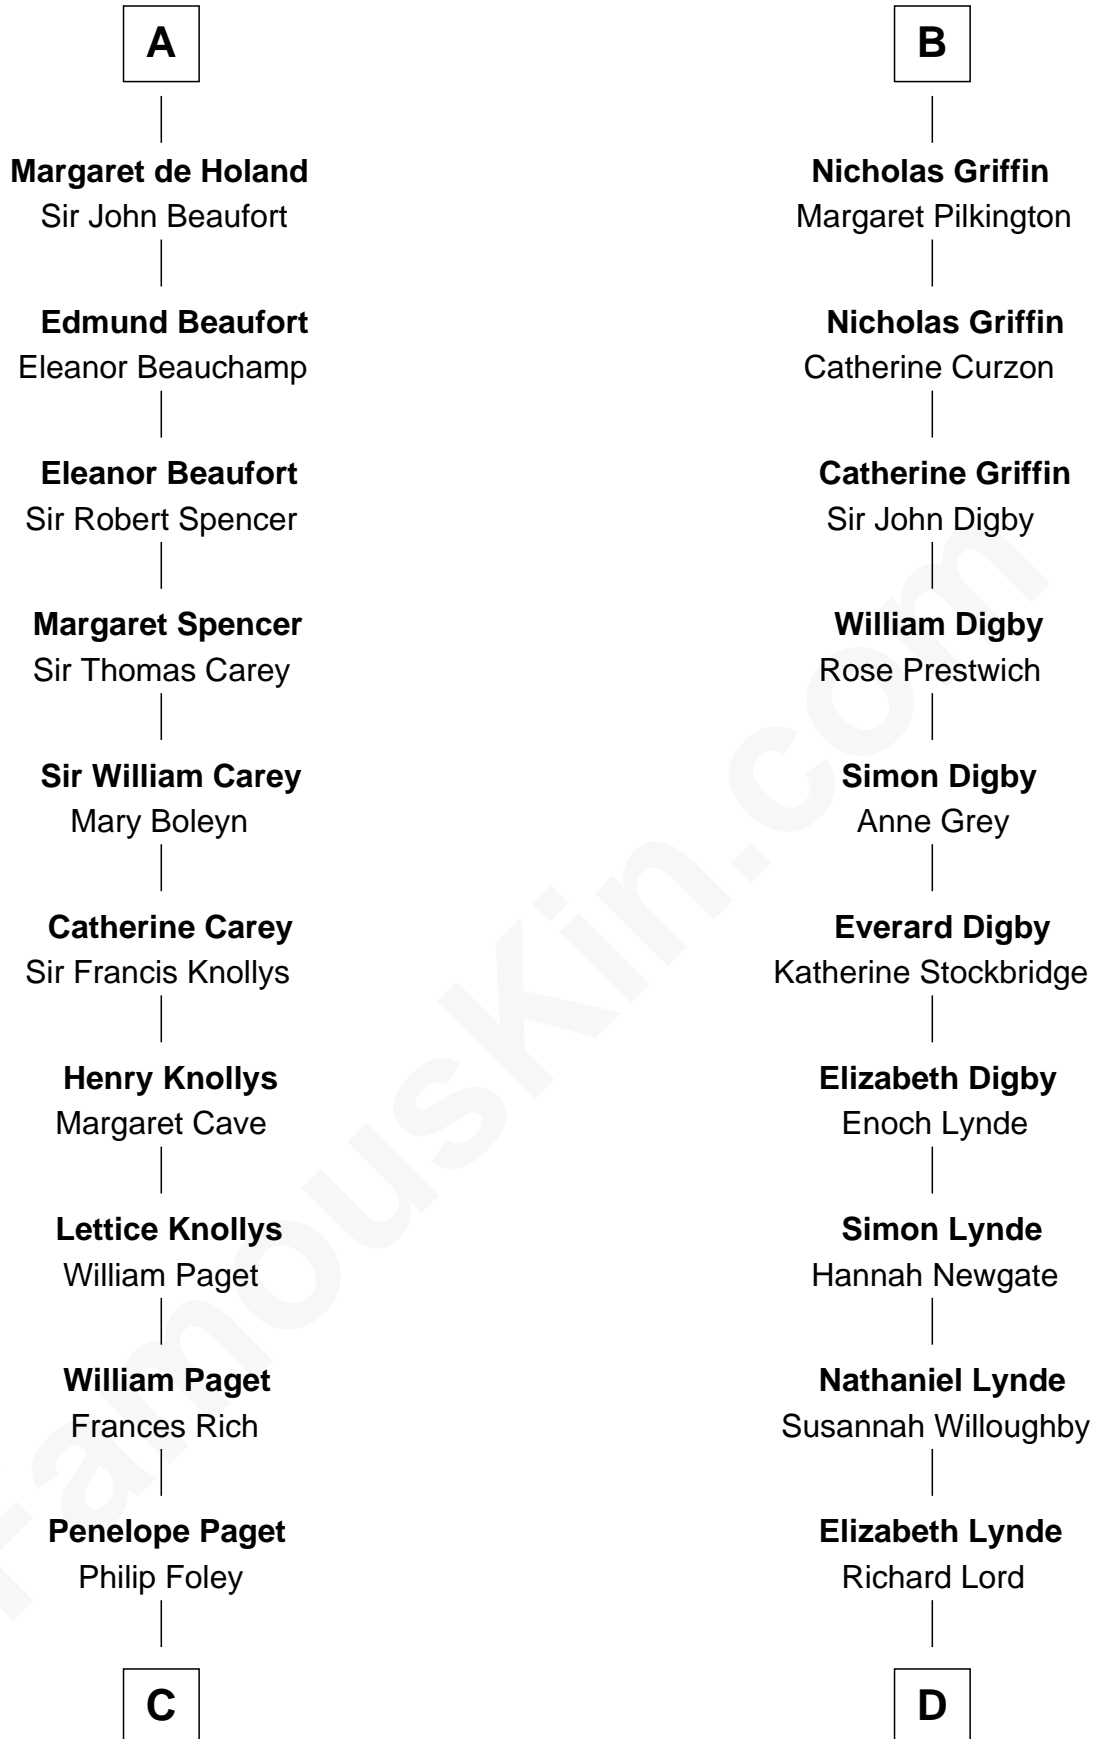 A
Margaret de Holand
Sir John Beaufort
Edmund Beaufort
Eleanor Beauchamp
Eleanor Beaufort
Sir Robert Spencer
Margaret Spencer
Sir Thomas Carey
Sir William Carey
Mary Boleyn
Catherine Carey
Sir Francis Knollys
Henry Knollys
Margaret Cave
Lettice Knollys
William Paget
William Paget
Frances Rich
Penelope Paget
Philip Foley
C
B
Nicholas Griffin
Margaret Pilkington
Nicholas Griffin
Catherine Curzon
Catherine Griffin
Sir John Digby
William Digby
Rose Prestwich
Simon Digby
Anne Grey
Everard Digby
Katherine Stockbridge
Elizabeth Digby
Enoch Lynde
Simon Lynde
Hannah Newgate
Nathaniel Lynde
Susannah Willoughby
Elizabeth Lynde
Richard Lord
D
FamousKin.com